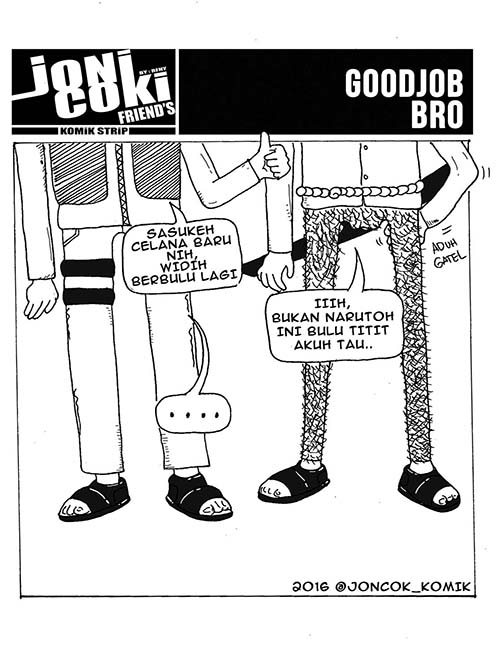 JONI
COKI
BY : DIKY
FRIEND'S
KOMIK STRIP
GOODJOB
BRO
SASUKEH
CELANA BARU
NIH,
WIDIH
BERBULU LAGI
ADUH
GATEL
IIIH,
BUKAN NARUTOH
INI BULU TITIT
AKUH TAU..
....
2016 @JONCOK_KOMIK